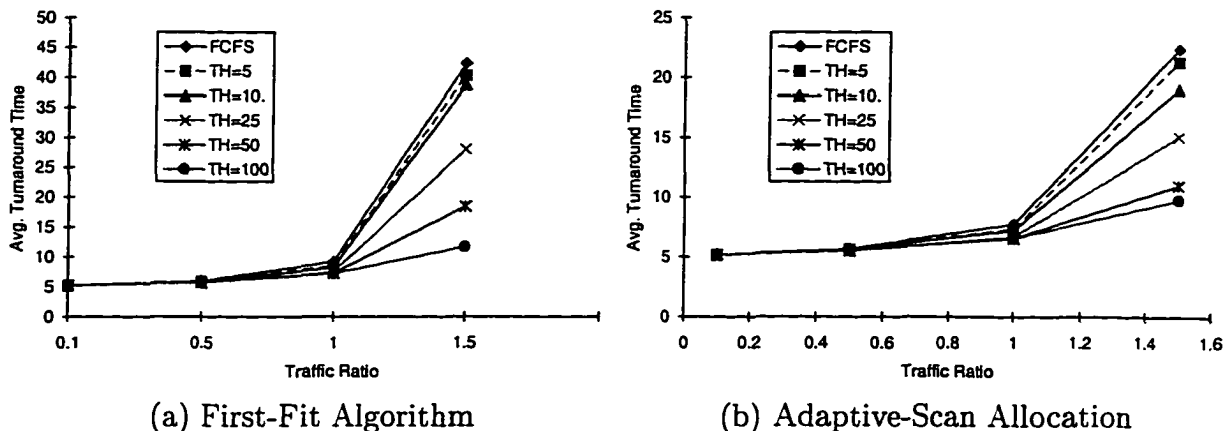 50
45
40
35
30
25
20
15
10
5
0
Avg. Turnaround Time
FCFS
TH=5
TH=10.
TH=25
TH=50
TH=100
0.1
0.5
1
1.5
Traffic Ratio
(a) First-Fit Algorithm
25
20
15
10
5
0
Avg. Turnaround Time
FCFS
TH=5
TH=10.
TH=25
TH=50
TH=100
0
0.2
0.4
0.6
0.8
1
1.2
1.4
1.6
Traffic Ratio
(b) Adaptive-Scan Allocation